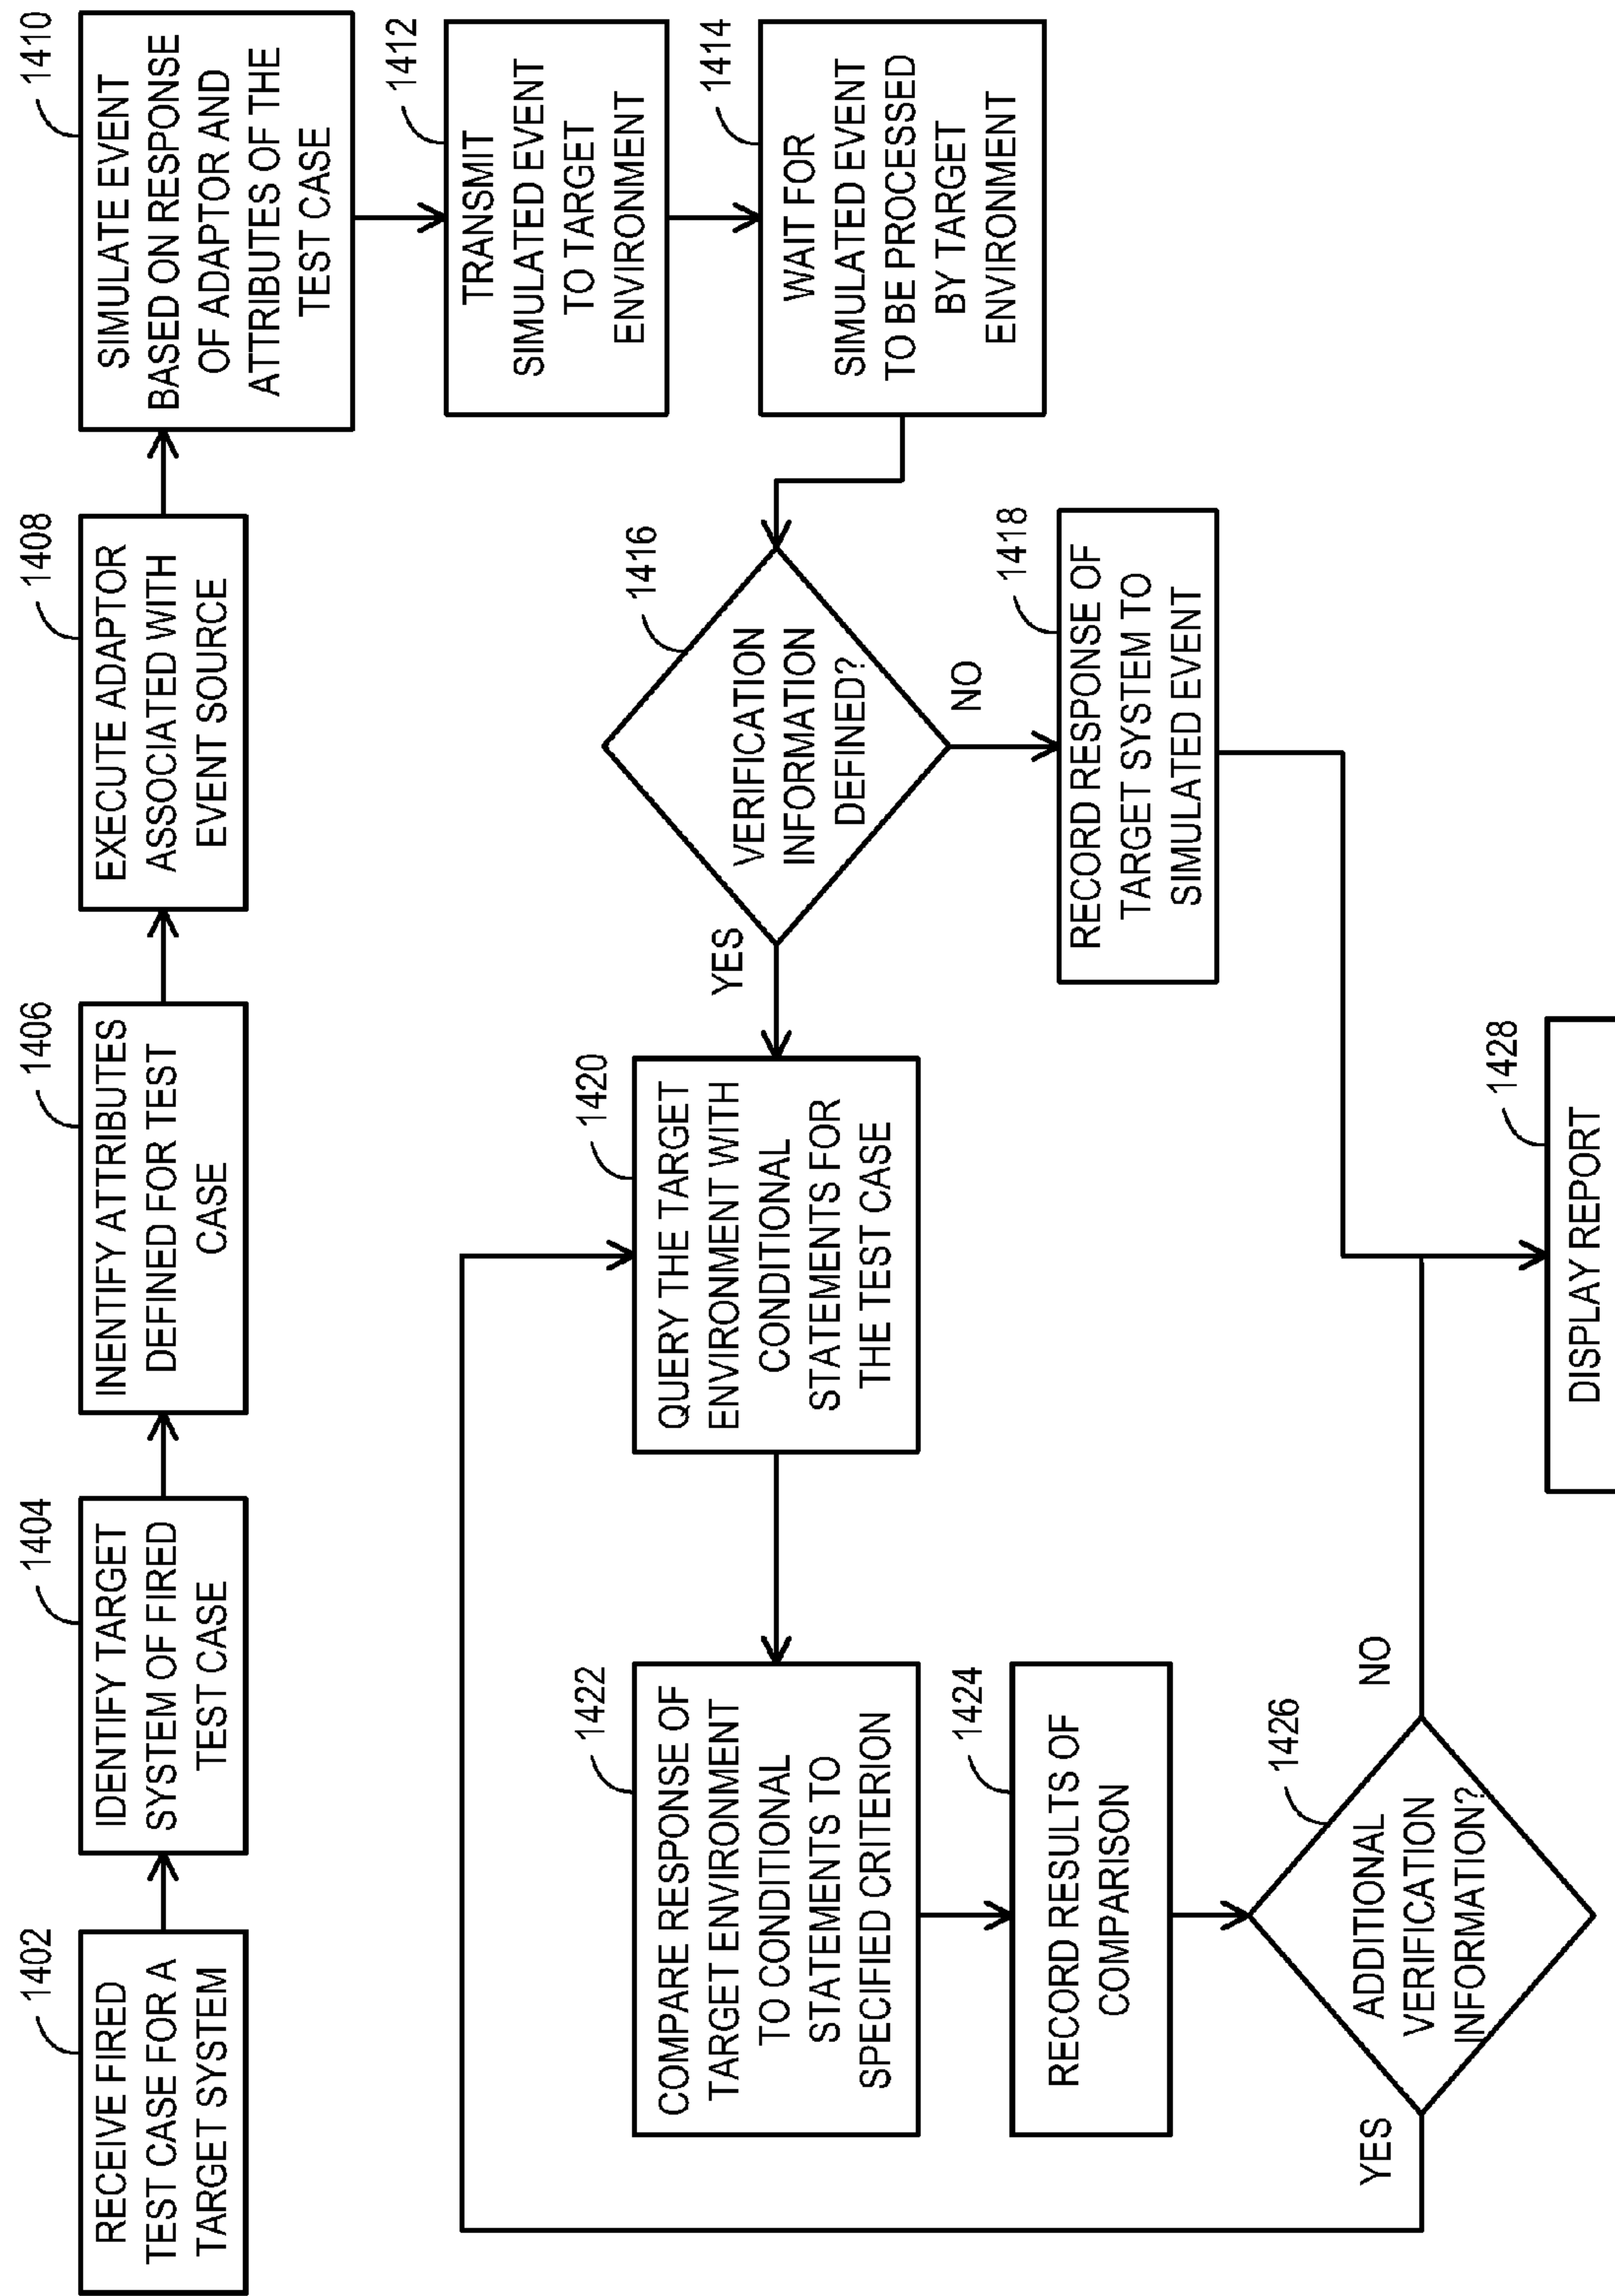 1402
RECEIVE FIRED
TEST CASE FOR A
TARGET SYSTEM
1404
IDENTIFY TARGET
SYSTEM OF FIRED
TEST CASE
1406
INENTIFY ATTRIBUTES
DEFINED FOR TEST
CASE
1408
EXECUTE ADAPTOR
ASSOCIATED WITH
EVENT SOURCE
1410
SIMULATE EVENT
BASED ON RESPONSE
OF ADAPTOR AND
ATTRIBUTES OF THE
TEST CASE
1412
TRANSMIT
SIMULATED EVENT
TO TARGET
ENVIRONMENT
1414
WAIT FOR
SIMULATED EVENT
TO BE PROCESSED
BY TARGET
ENVIRONMENT
1416
VERIFICATION
INFORMATION
DEFINED?
YES
NO
1418
RECORD RESPONSE OF
TARGET SYSTEM TO
SIMULATED EVENT
1420
QUERY THE TARGET
ENVIRONMENT WITH
CONDITIONAL
STATEMENTS FOR
THE TEST CASE
1422
COMPARE RESPONSE OF
TARGET ENVIRONMENT
TO CONDITIONAL
STATEMENTS TO
SPECIFIED CRITERION
1424
RECORD RESULTS OF
COMPARISON
1426
ADDITIONAL
VERIFICATION
INFORMATION?
YES
NO
1428
DISPLAY REPORT